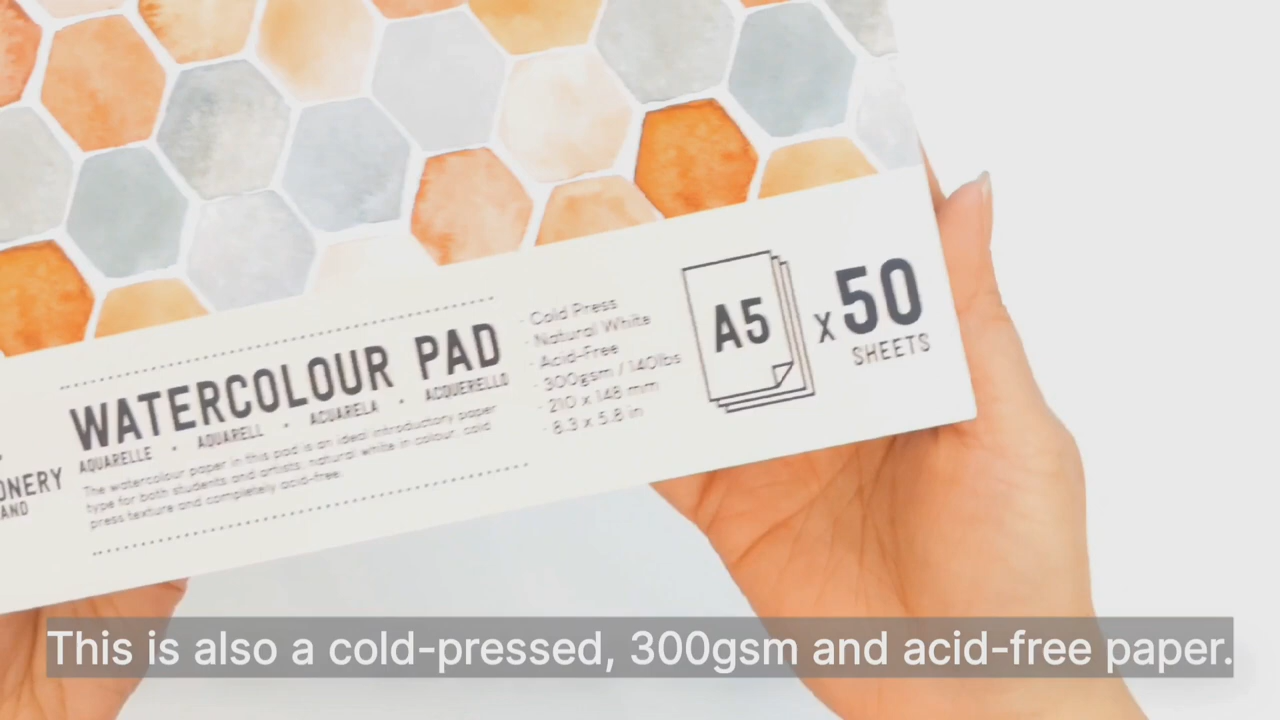 ONERY
AND
WATERCOLOUR PAD
AQUARELLE • AQUARELL • ACUARELA • ACQUERELLO
The watercolour paper in this pad is an ideal introductory paper
type for both students and artists, natural white in colour, cold
press texture and completely acid-free.
· Cold Press
· Natural White
· Acid-Free
· 300gsm / 140lbs
· 210 x 148 mm
· 8.3 x 5.8 in
A5
x 50
SHEETS
This is also a cold-pressed, 300gsm and acid-free paper.